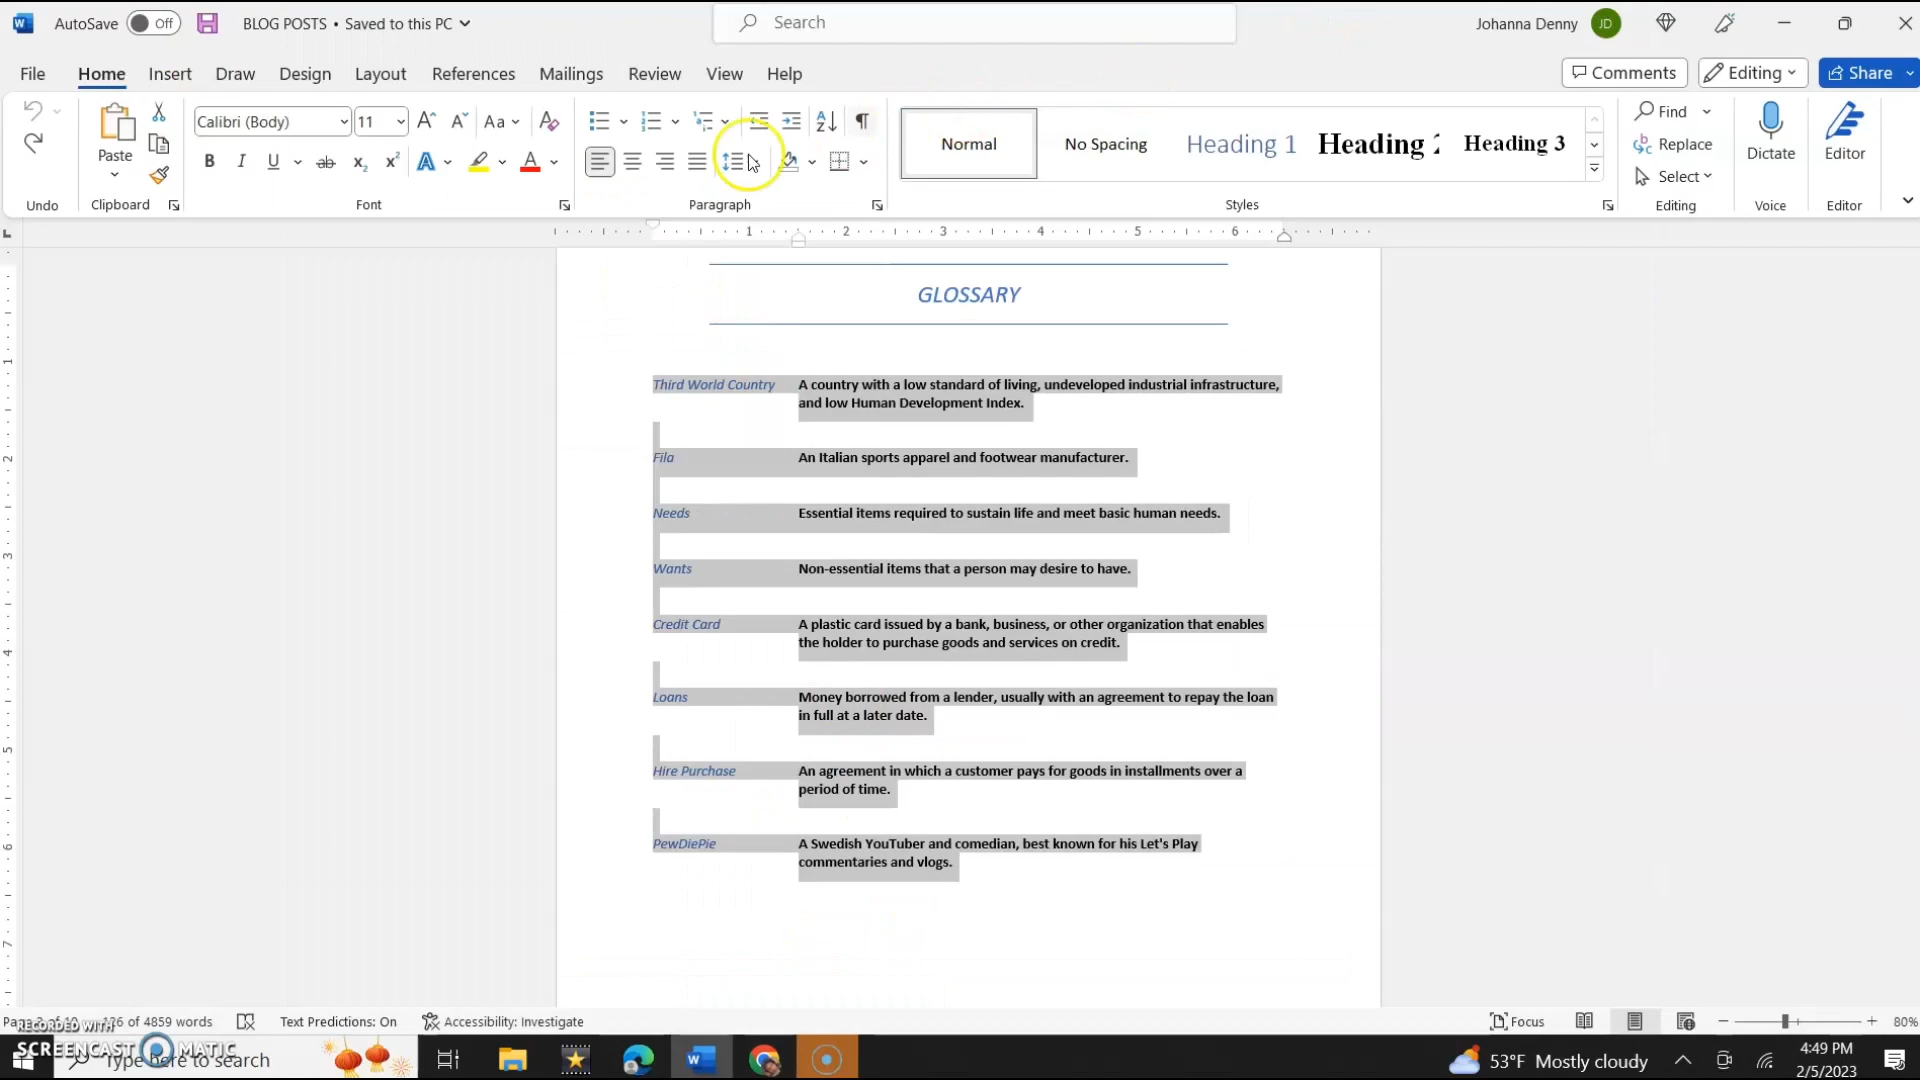 AutoSave Off BLOG POSTS • Saved to this PC Search Johanna Denny JD
File Home Insert Draw Design Layout References Mailings Review View Help Comments Editing Share
Calibri (Body) 11 Aa Find
Paste Normal No Spacing Heading 1 Heading 2 Heading 3 Replace Dictate Editor
Select
Undo Clipboard Font Paragraph Styles Editing Voice Editor
1 2 3 4 5 6
GLOSSARY
Third World Country A country with a low standard of living, undeveloped industrial infrastructure,
and low Human Development Index.
Fila An Italian sports apparel and footwear manufacturer.
Needs Essential items required to sustain life and meet basic human needs.
Wants Non-essential items that a person may desire to have.
Credit Card A plastic card issued by a bank, business, or other organization that enables
the holder to purchase goods and services on credit.
Loans Money borrowed from a lender, usually with an agreement to repay the loan
in full at a later date.
Hire Purchase An agreement in which a customer pays for goods in installments over a
period of time.
PewDiePie A Swedish YouTuber and comedian, best known for his Let's Play
commentaries and vlogs.
of 4859 words Text Predictions: On Accessibility: Investigate Focus 80%
RECORDED WITH
SCREENCAST MATIC
Type here to search 53°F Mostly cloudy 4:49 PM
2/5/2023